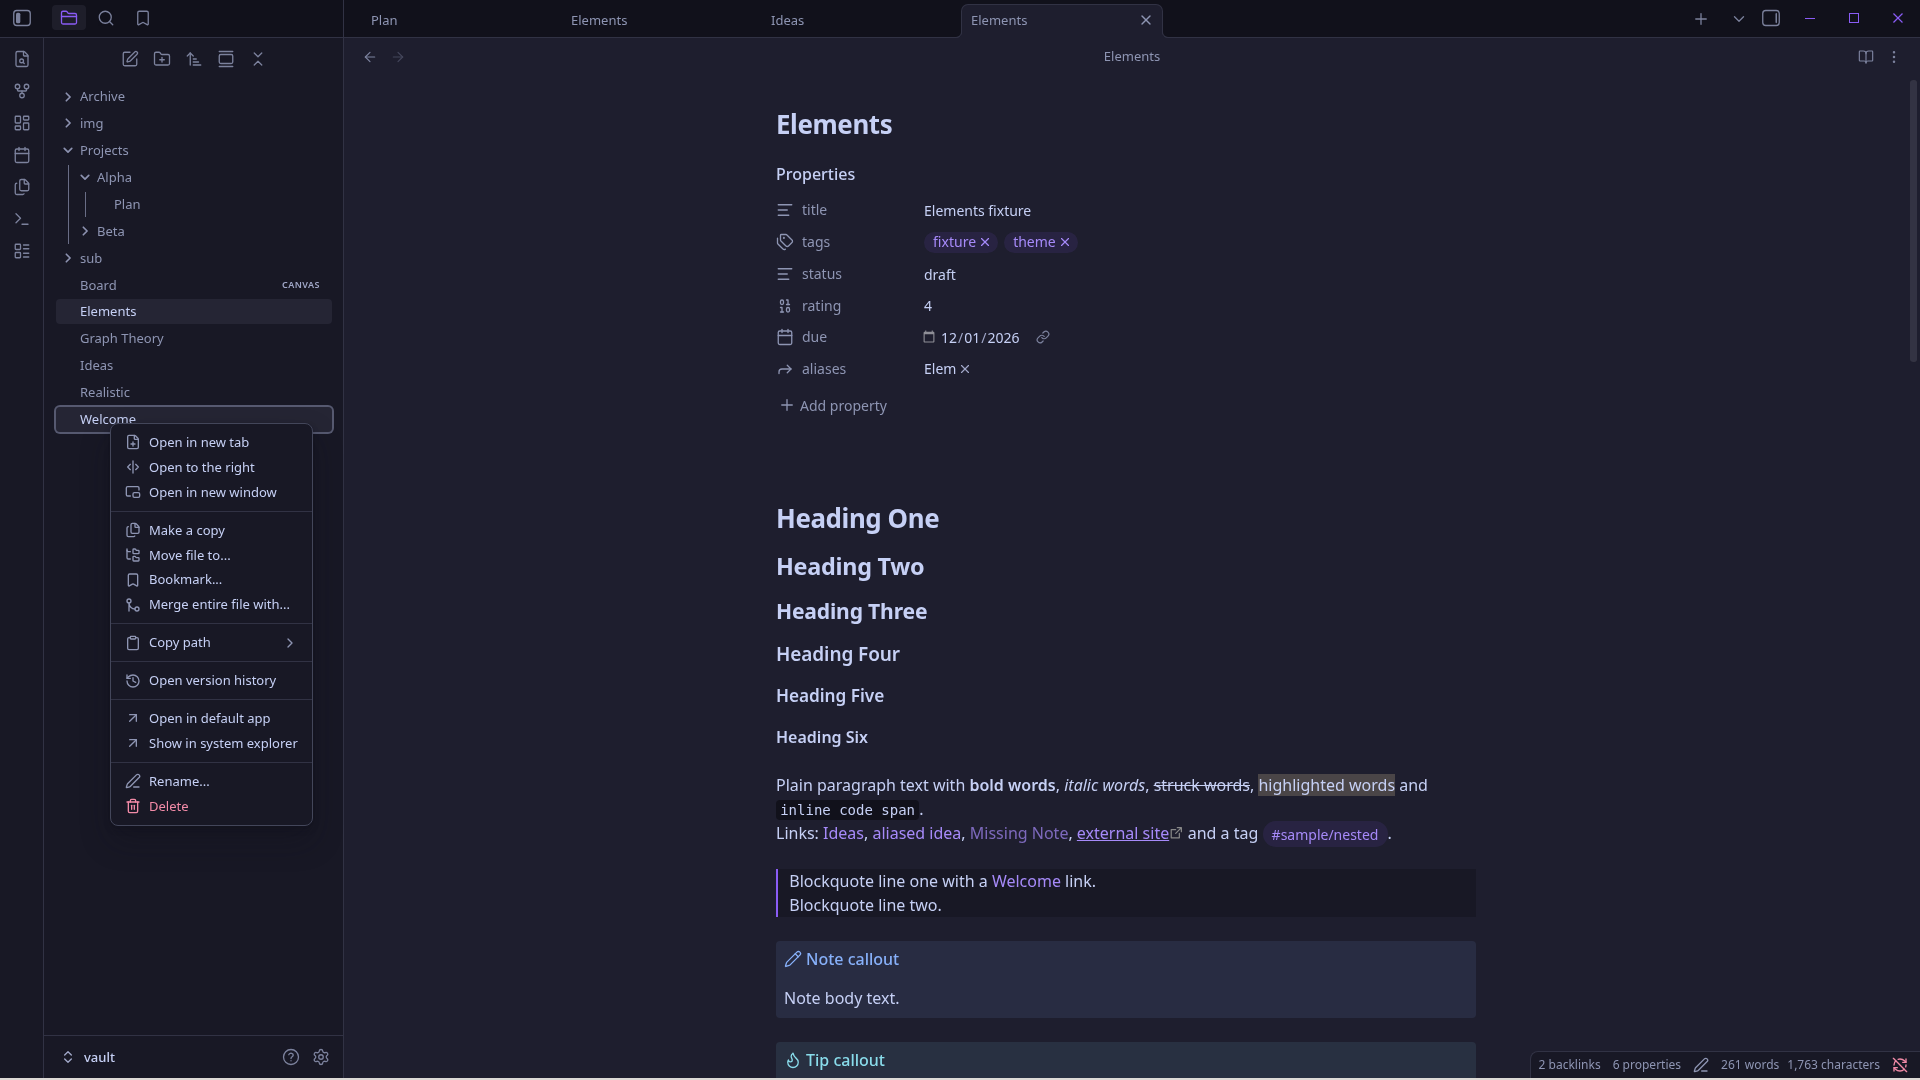 Plan
Elements
Ideas
Elements
Elements
Archive
img
Projects
Alpha
Plan
Beta
sub
Board CANVAS
Elements
Graph Theory
Ideas
Realistic
Welcome
Open in new tab
Open to the right
Open in new window
Make a copy
Move file to...
Bookmark...
Merge entire file with...
Copy path
Open version history
Open in default app
Show in system explorer
Rename...
Delete
vault
Elements
Properties
title Elements fixture
tags fixture theme
status draft
rating 4
due 12/01/2026
aliases Elem
Add property
Heading One
Heading Two
Heading Three
Heading Four
Heading Five
Heading Six
Plain paragraph text with bold words, italic words, struck words, highlighted words and
inline code span.
Links: Ideas, aliased idea, Missing Note, external site and a tag #sample/nested.
Blockquote line one with a Welcome link.
Blockquote line two.
Note callout
Note body text.
Tip callout
2 backlinks 6 properties 261 words 1,763 characters